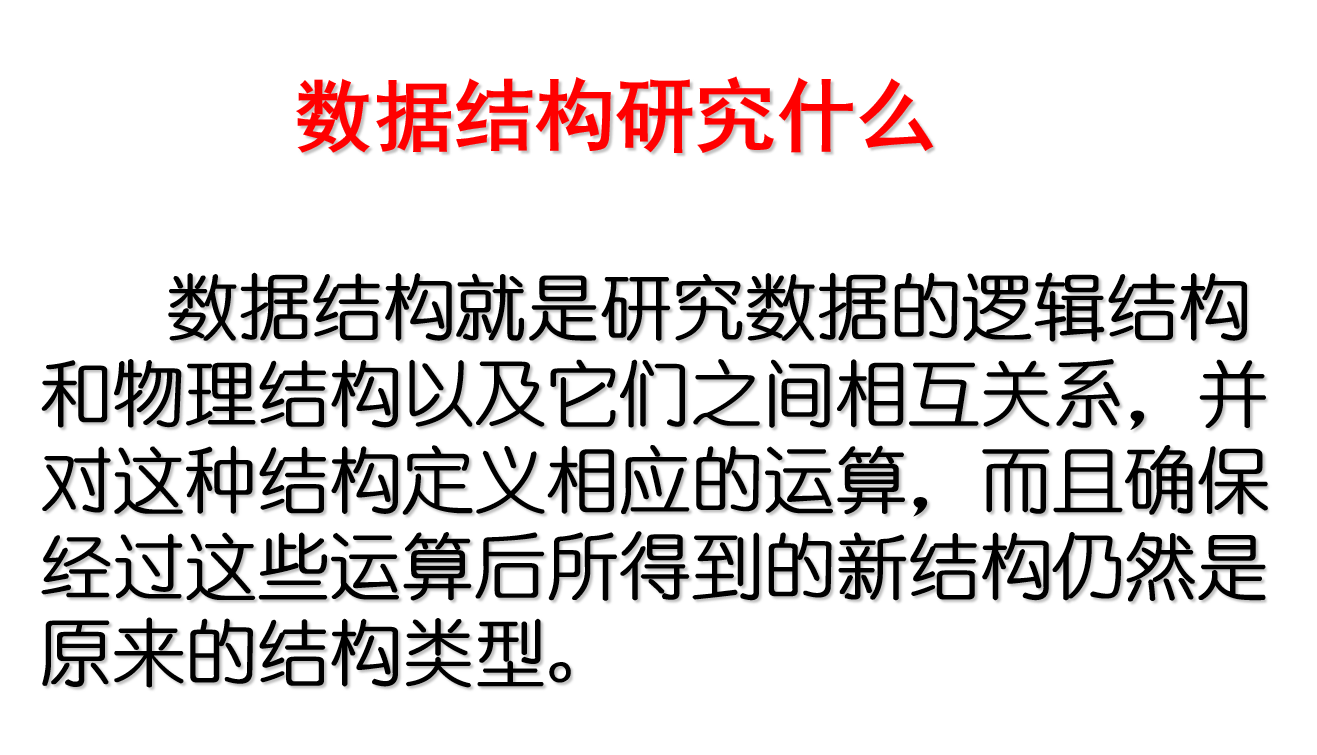 数据结构研究什么
数据结构就是研究数据的逻辑结构
和物理结构以及它们之间相互关系，并
对这种结构定义相应的运算，而且确保
经过这些运算后所得到的新结构仍然是
原来的结构类型。